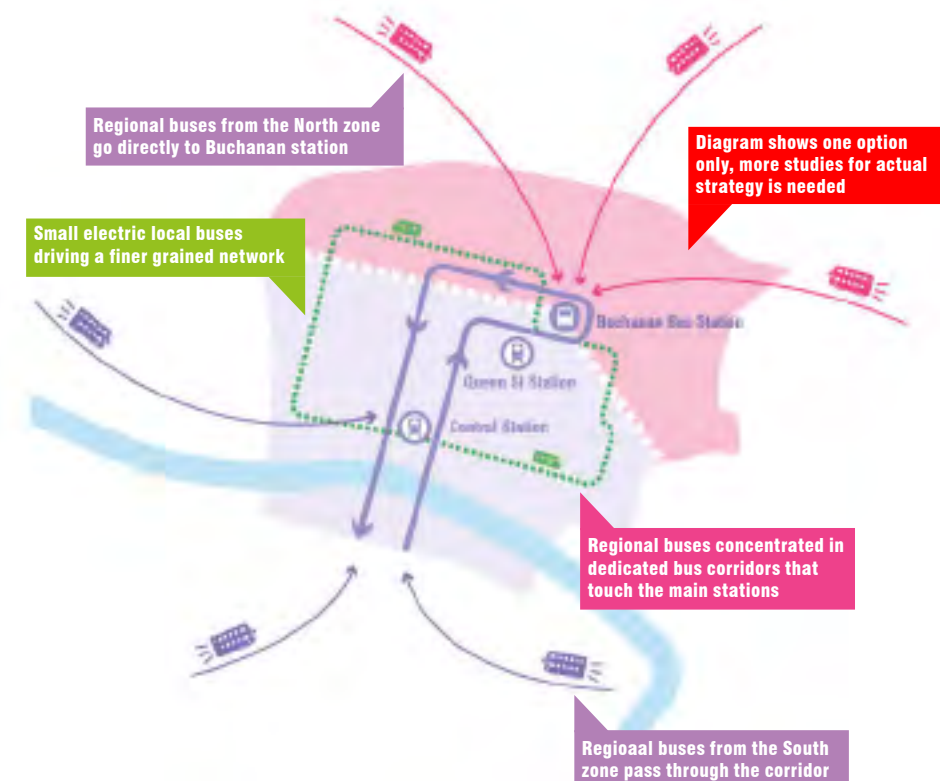 Regional buses from the North zone
go directly to Buchanan station
Diagram shows one option
only, more studies for actual
strategy is needed
Small electric local buses
driving a finer grained network
Buchanan Bus Station
Queen St Station
Central Station
Regional buses concentrated in
dedicated bus corridors that
touch the main stations
Regioaal buses from the South
zone pass through the corridor